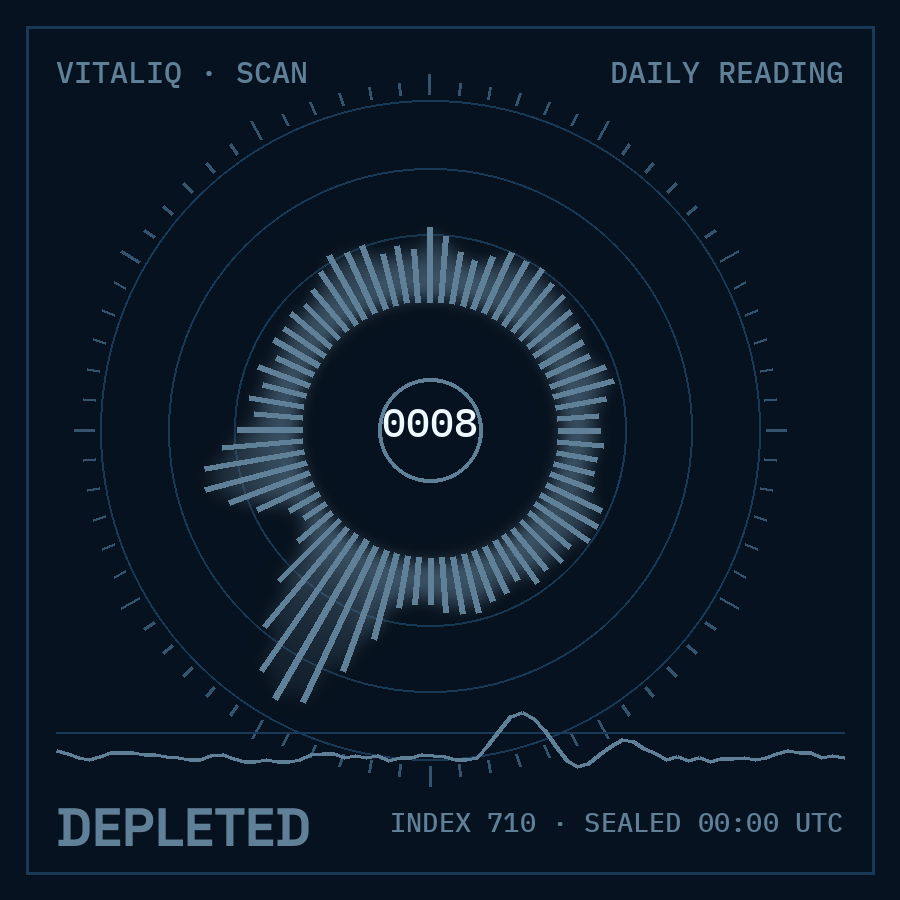 VITALIQ · SCAN
DAILY READING
0008
DEPLETED
INDEX 710 · SEALED 00:00 UTC